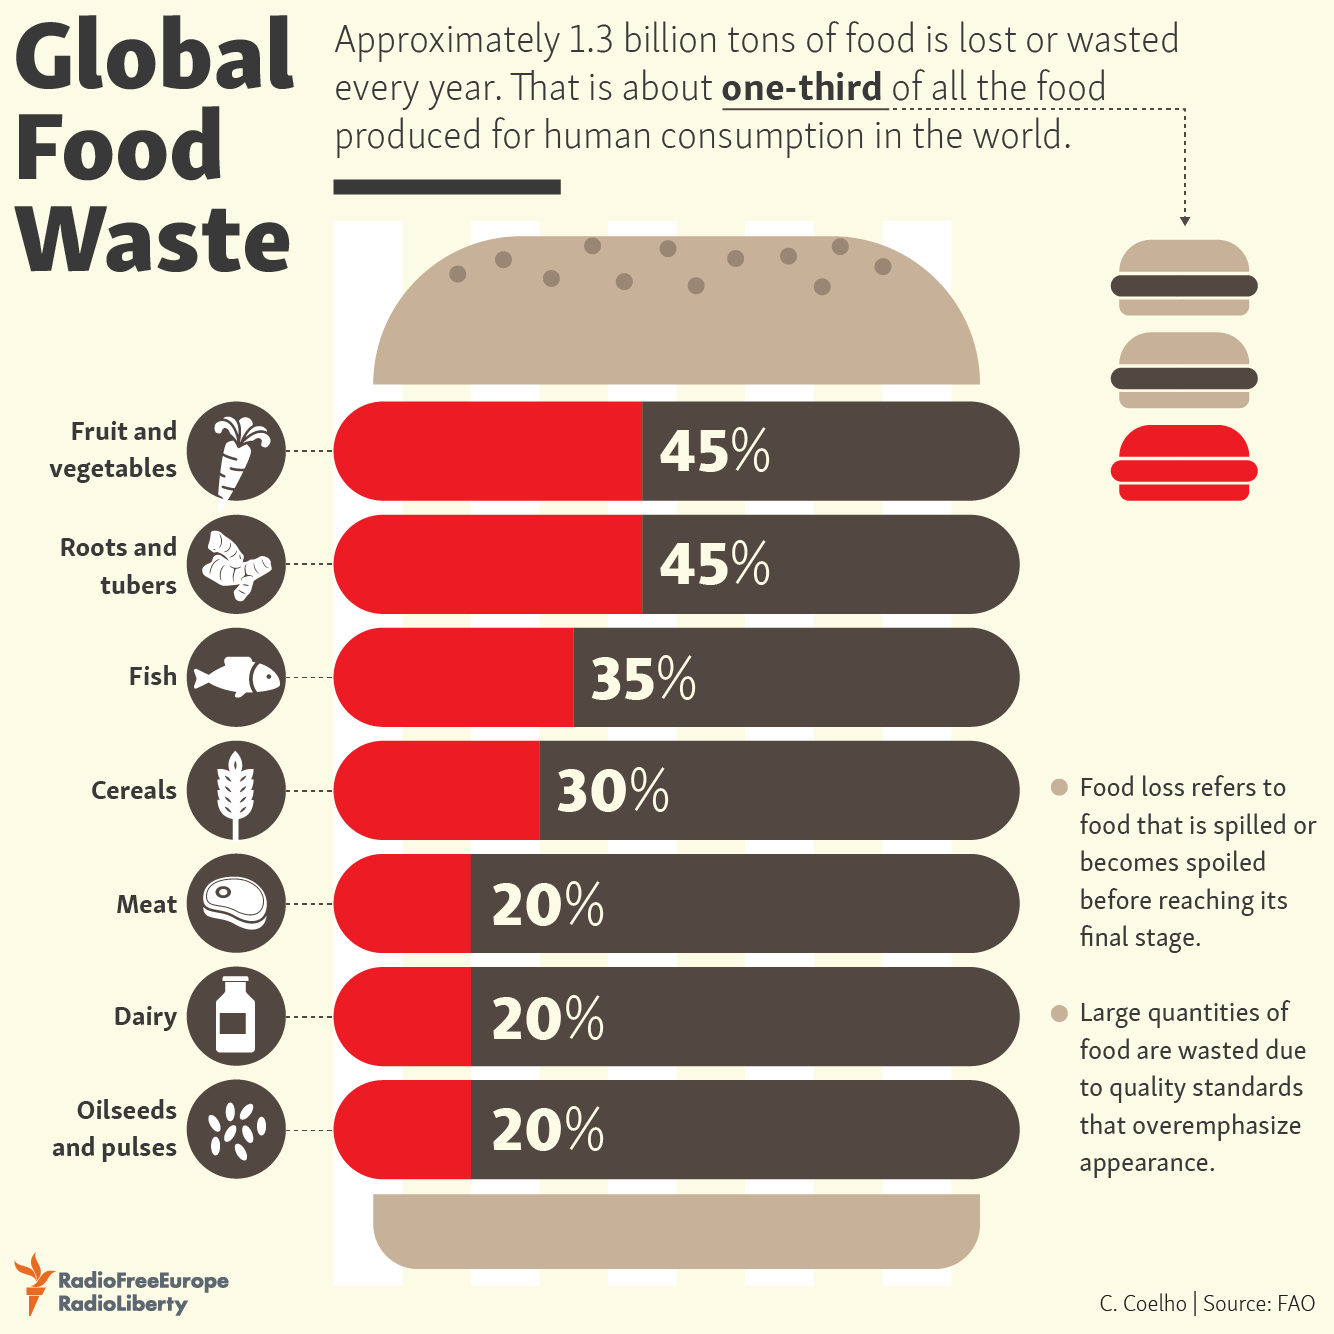 Global
Food
Waste
Approximately 1.3 billion tons of food is lost or wasted
every year. That is about one-third of all the food
produced for human consumption in the world.
Fruit and
vegetables
45%
Roots and
tubers
45%
Fish
35%
Cereals
30%
Meat
20%
Dairy
20%
Oilseeds
and pulses
20%
Food loss refers to
food that is spilled or
becomes spoiled
before reaching its
final stage.
Large quantities of
food are wasted due
to quality standards
that overemphasize
appearance.
RadioFreeEurope
RadioLiberty
C. Coelho | Source: FAO